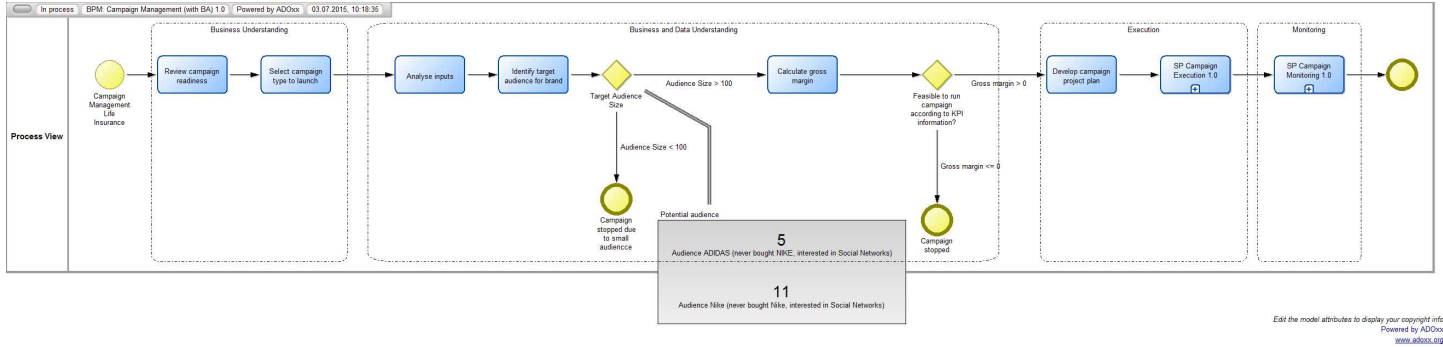 In process
BPM: Campaign Management (with BA) 1.0
Powered by ADOxx
03.07.2015, 10:18:35
Process View
Campaign
Management
Life
Insurance
Business Understanding
Review campaign
readiness
Select campaign
type to launch
Business and Data Understanding
Analyse inputs
Identify target
audience for brand
Target Audience
Size
Audience Size > 100
Audience Size < 100
Campaign
stopped due
to small
audiencce
Potential audience
5
Audience ADIDAS (never bought NIKE, interested in Social Networks)
11
Audience Nike (never bought Nike, interested in Social Networks)
Calculate gross
margin
Feasible to run
campaign
according to KPI
information?
Gross margin > 0
Gross margin <= 0
Campaign
stopped
Execution
Develop campaign
project plan
SP Campaign
Execution 1.0
Monitoring
SP Campaign
Monitoring 1.0
Edit the model attributes to display your copyright info
Powered by ADOxx
www.adoxx.org